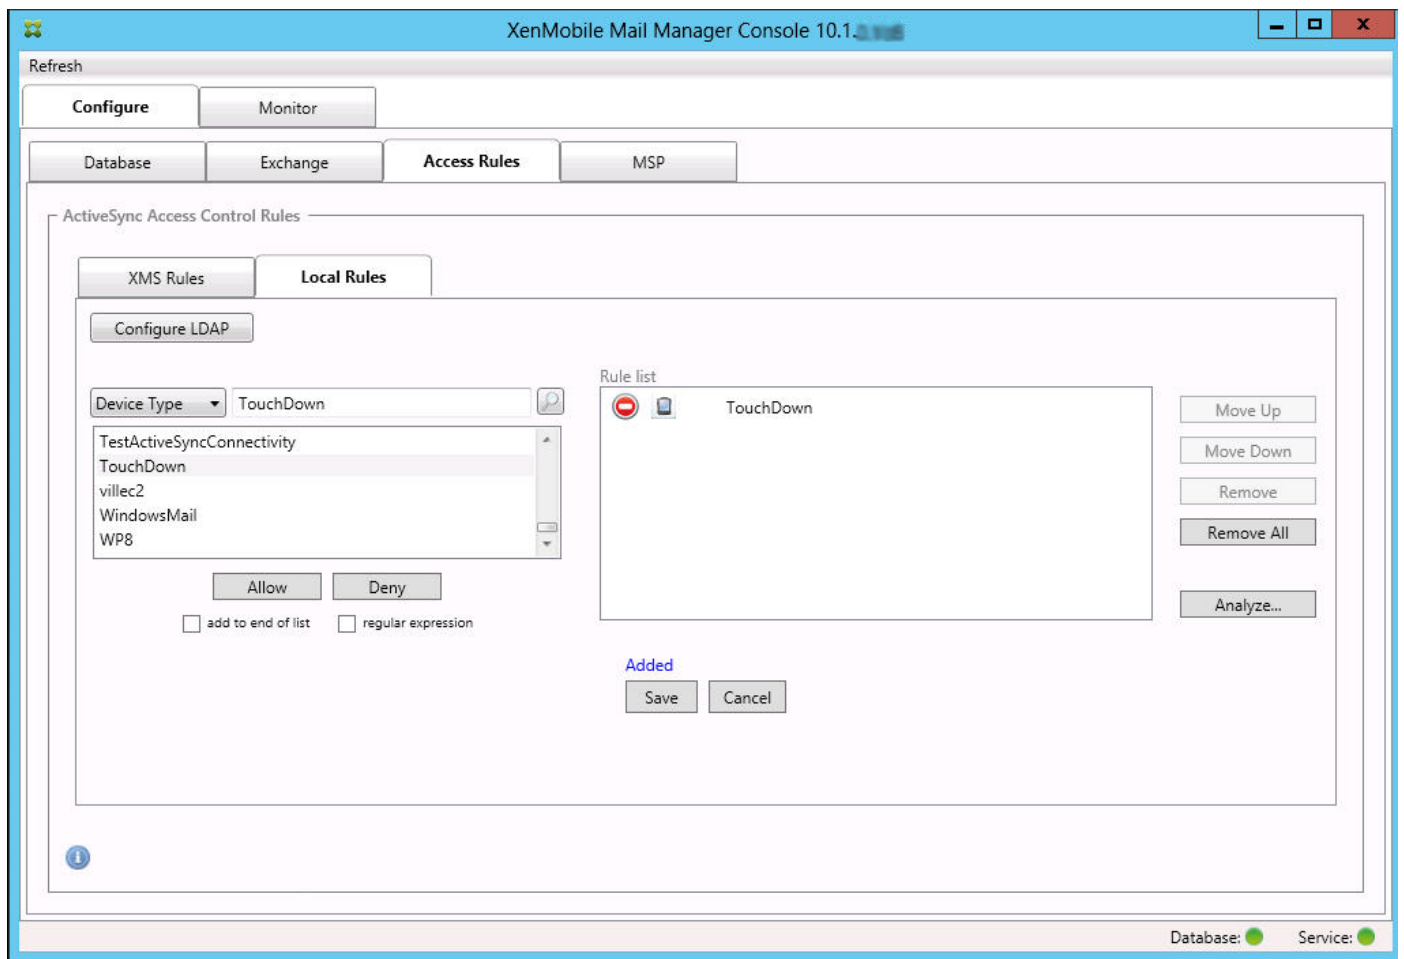 XenMobile Mail Manager Console 10.1.
Refresh
Configure
Monitor
Database
Exchange
Access Rules
MSP
ActiveSync Access Control Rules
XMS Rules
Local Rules
Configure LDAP
Rule list
Device Type
TouchDown
TouchDown
Move Up
TestActiveSyncConnectivity
TouchDown
villec2
WindowsMail
WP8
Move Down
Remove
Remove All
Allow
Deny
Analyze...
add to end of list
regular expression
Added
Save
Cancel
Database:
Service: